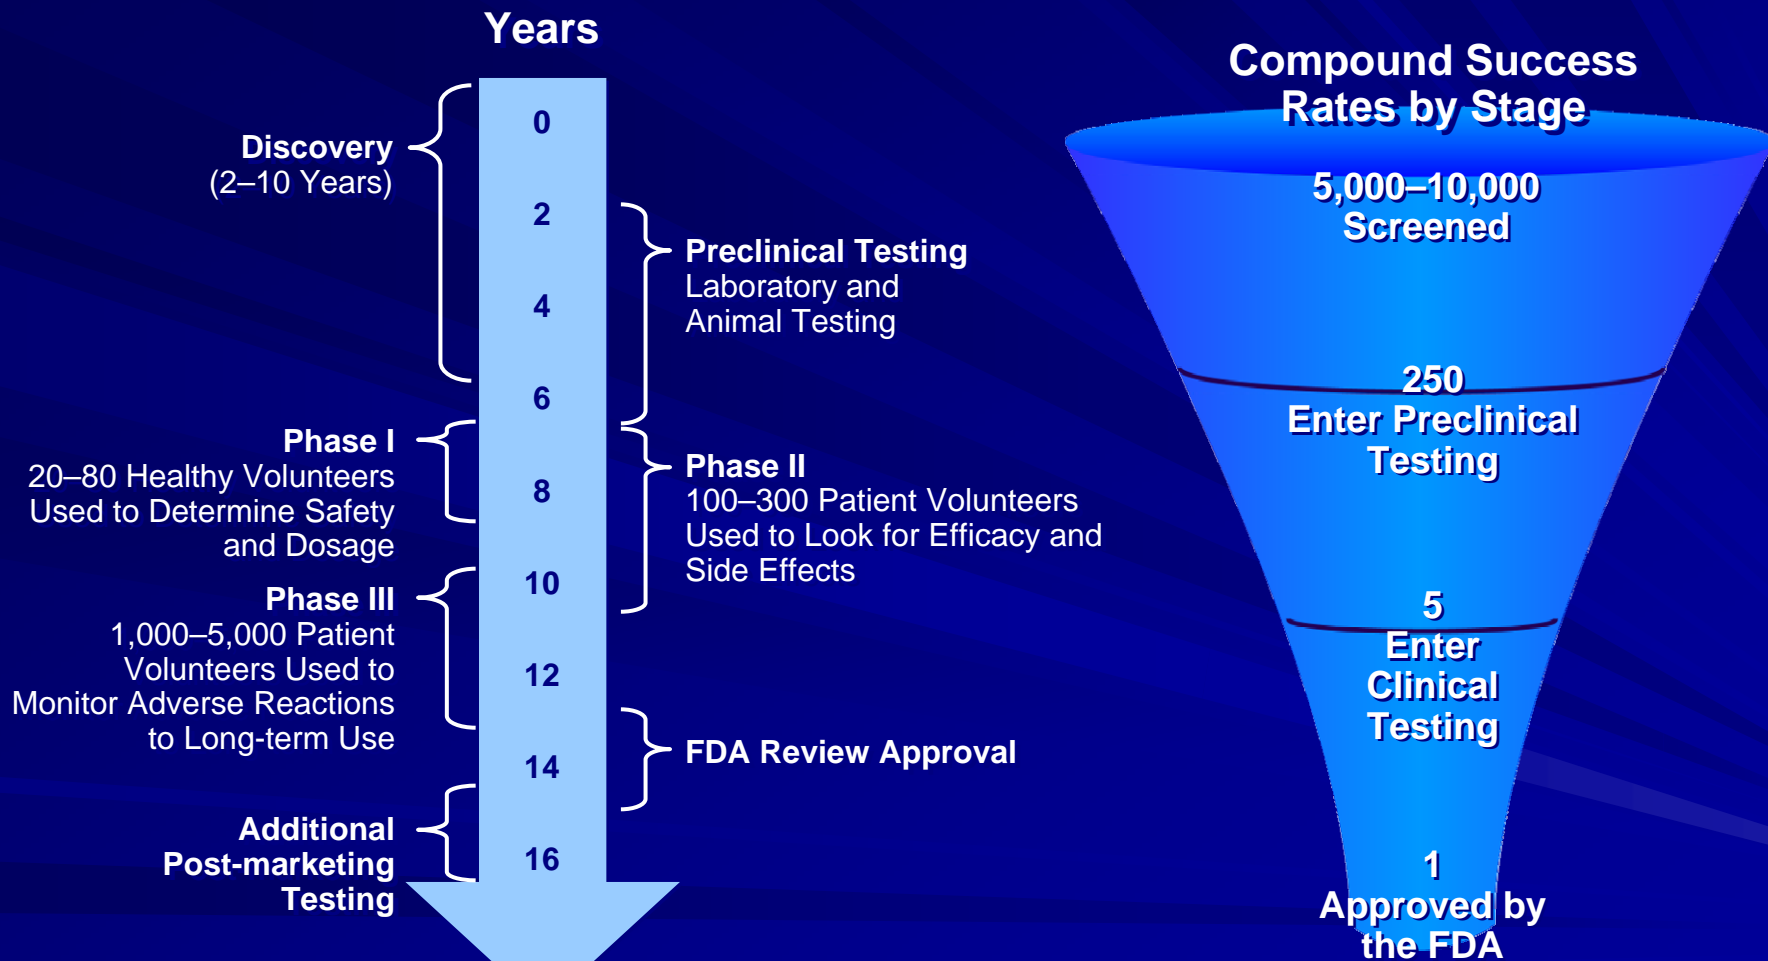 Years
0
2
4
6
8
10
12
14
16
Discovery
(2–10 Years)
Preclinical Testing
Laboratory and
Animal Testing
Phase I
20–80 Healthy Volunteers
Used to Determine Safety
and Dosage
Phase II
100–300 Patient Volunteers
Used to Look for Efficacy and
Side Effects
Phase III
1,000–5,000 Patient
Volunteers Used to
Monitor Adverse Reactions
to Long-term Use
FDA Review Approval
Additional
Post-marketing
Testing
Compound Success
Rates by Stage
5,000–10,000
Screened
250
Enter Preclinical
Testing
5
Enter
Clinical
Testing
1
Approved by
the FDA